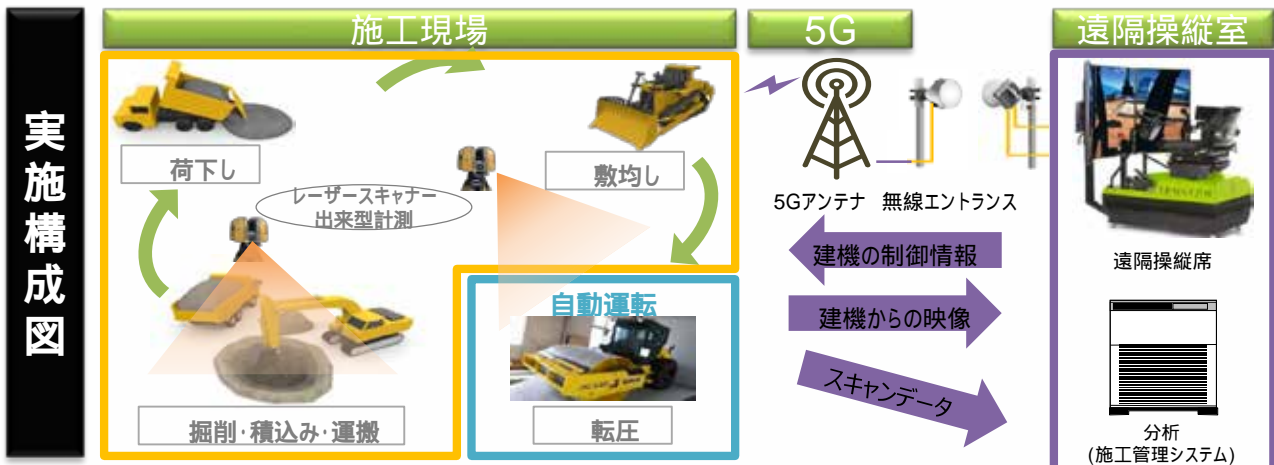 実施構成図
施工現場
5G
遠隔操縦室
荷下し
敷均し
レーザースキャナー
出来型計測
5Gアンテナ
無線エントランス
建機の制御情報
遠隔操縦席
自動運転
建機からの映像
スキャンデータ
掘削・積込み・運搬
転圧
分析
(施工管理システム)